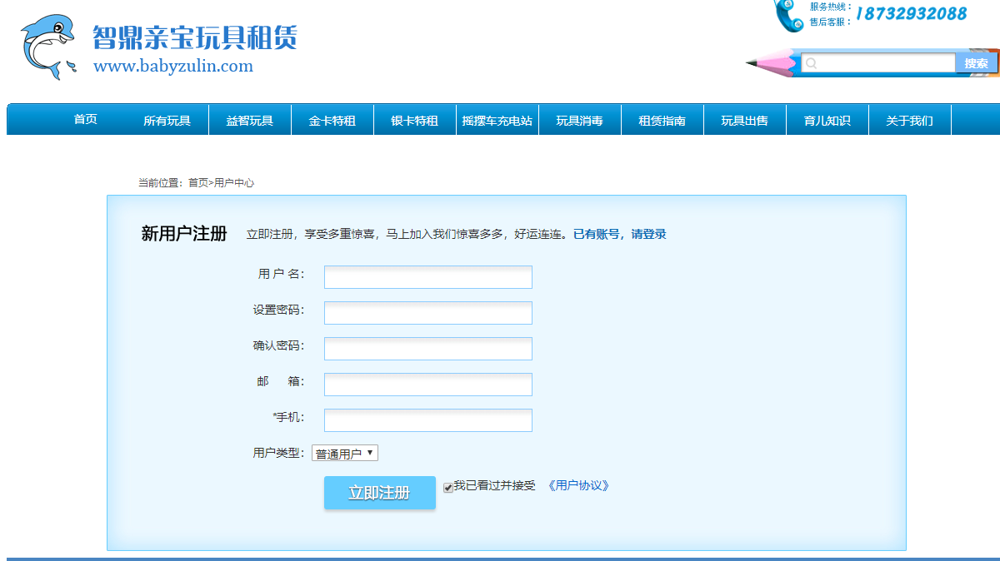 智鼎亲宝玩具租赁
www.babyzulin.com
服务热线：
售后客服：
18732932088
搜索
首页 所有玩具 益智玩具 金卡特租 银卡特租 摇摆车充电站 玩具消毒 租赁指南 玩具出售 育儿知识 关于我们
当前位置：首页>用户中心
新用户注册 立即注册，享受多重惊喜，马上加入我们惊喜多多，好运连连。已有账号，请登录
用 户 名：
设置密码：
确认密码：
邮 箱：
*手机：
用户类型： 普通用户
立即注册 我已看过并接受 《用户协议》